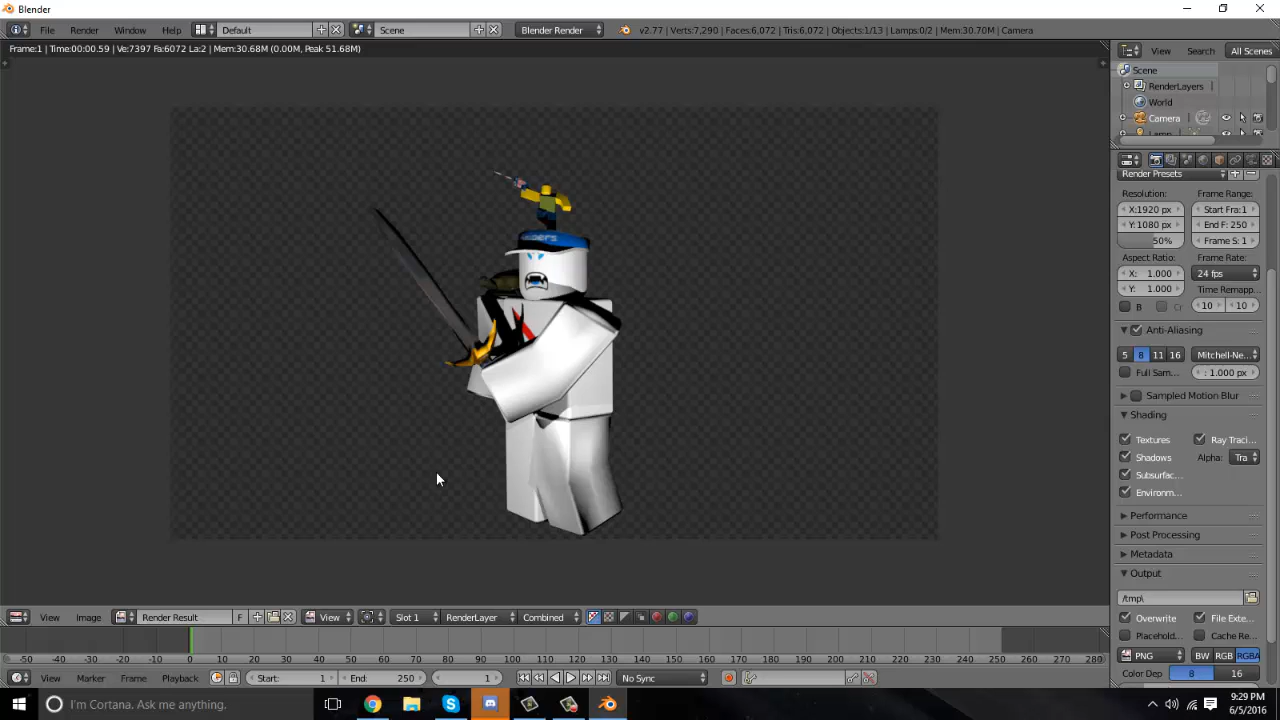 Blender
File Render Window Help Default Scene Blender Render v2.77 | Verts:7,290 | Faces:6,072 | Tris:6,072 | Objects:1/13 | Lamps:0/2 | Mem:30.70M | Camera
Frame:1 | Time:00:00.59 | Ve:7397 Fa:6072 La:2 | Mem:30.68M (0.00M, Peak 51.68M)
View Search All Scenes
Scene
RenderLayers
World
Camera
Lamp
Render Presets
Resolution: Frame Range:
X:1920 px Start Fra:1
Y:1080 px End F: 250
50% Frame S: 1
Aspect Ratio: Frame Rate:
X: 1.000 24 fps
Y: 1.000 Time Remapp...
B Cr 10 10
Anti-Aliasing
5 8 11 16 Mitchell-Ne...
Full Sam... : 1.000 px
Sampled Motion Blur
Shading
Textures Ray Traci...
Shadows Alpha: Tra
Subsurfac...
Environm...
Performance
Post Processing
Metadata
Output
/tmp\
Overwrite File Exte...
Placehold... Cache Re...
PNG BW RGB RGBA
Color Dep 8 16
View Image Render Result F View Slot 1 RenderLayer Combined
-50 -40 -30 -20 -10 0 10 20 30 40 50 60 70 80 90 100 110 120 130 140 150 160 170 180 190 200 210 220 230 240 250 260 270 280
View Marker Frame Playback Start: 1 End: 250 1 No Sync
I'm Cortana. Ask me anything.
9:29 PM
6/5/2016